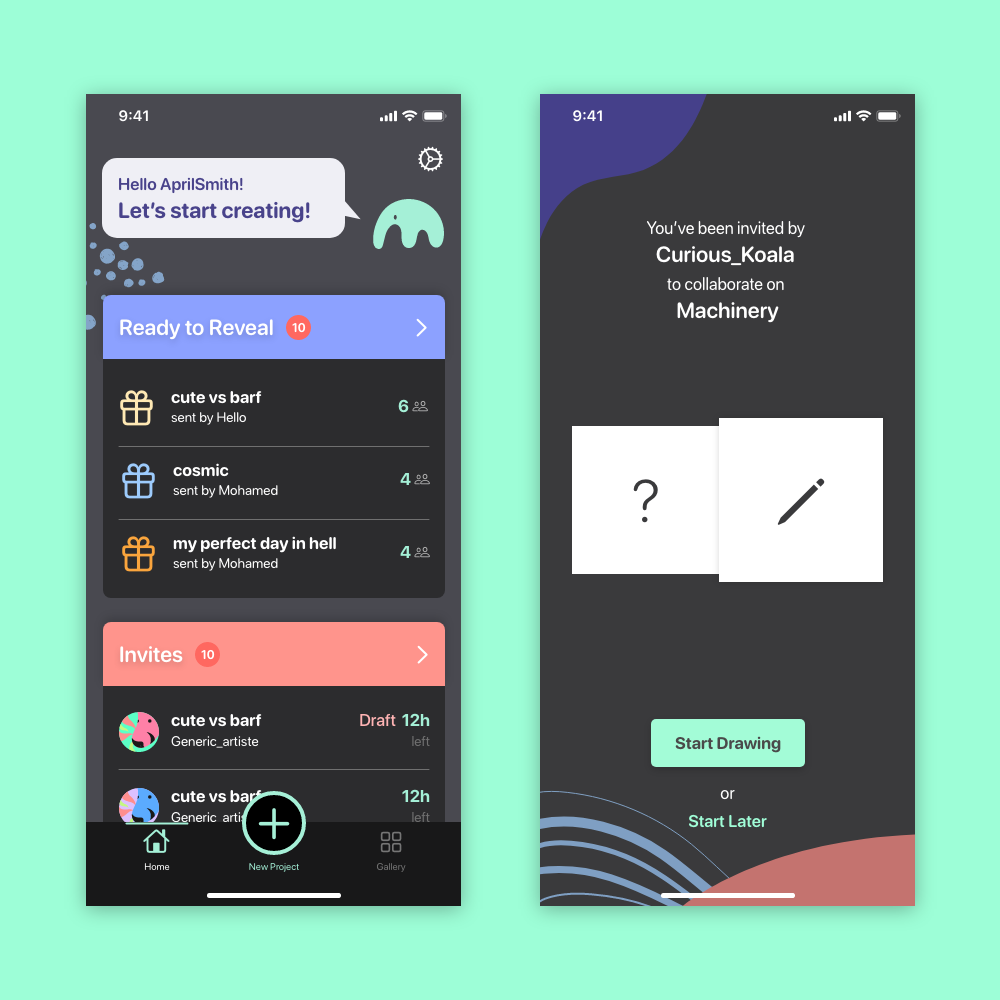 9:41
Hello AprilSmith!
Let's start creating!
Ready to Reveal 10
cute vs barf
sent by Hello
6
cosmic
sent by Mohamed
4
my perfect day in hell
sent by Mohamed
4
Invites 10
cute vs barf
Draft 12h
Generic_artiste
left
cute vs barf
12h
Generic_artis
left
Home
New Project
Gallery
9:41
You've been invited by
Curious_Koala
to collaborate on
Machinery
?
Start Drawing
or
Start Later